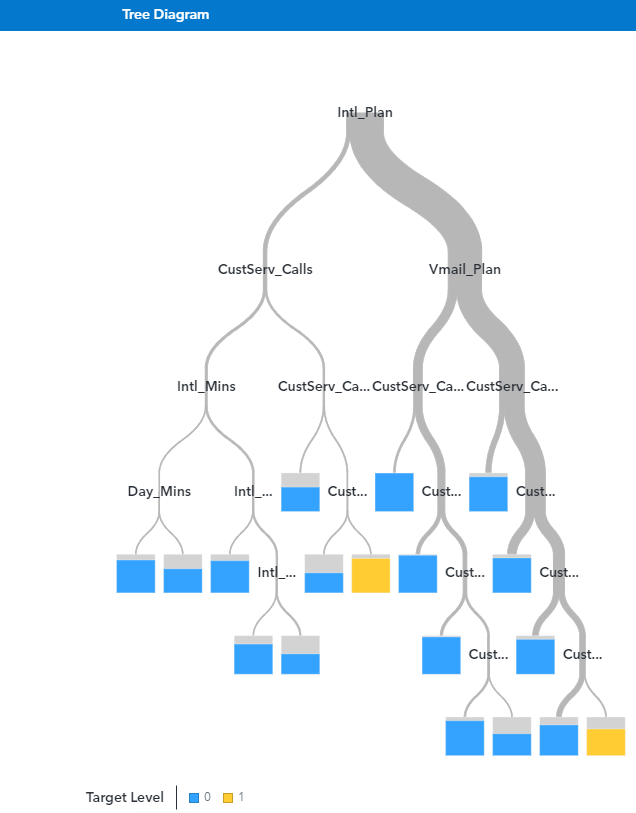 Tree Diagram
Intl_Plan
CustServ_Calls
Vmail_Plan
Intl_Mins
CustServ_Ca...
CustServ_Ca...
CustServ_Ca...
Day_Mins
Intl_...
Cust...
Cust...
Cust...
Intl_...
Cust...
Cust...
Cust...
Cust...
Target Level
0
1